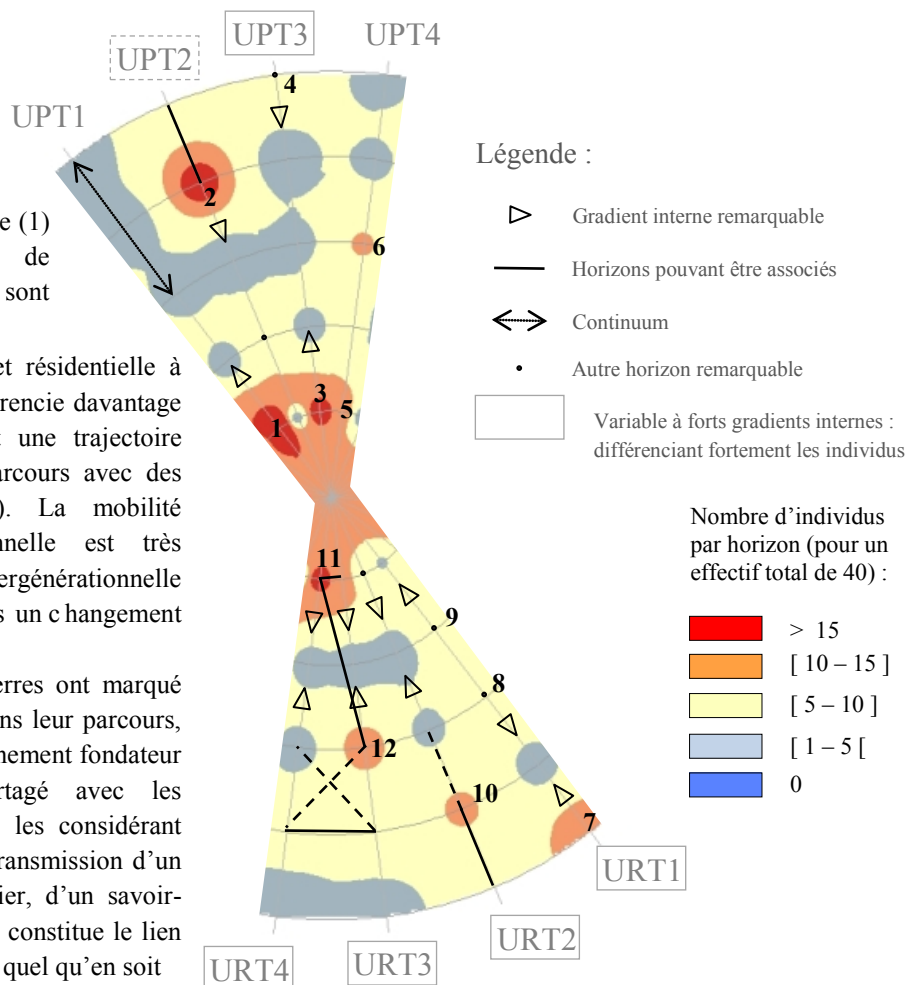 UPT1
UPT2
UPT3
UPT4
4
2
6
3
5
1
11
9
8
12
10
7
URT1
URT2
URT3
URT4
e (1)
de
sont
et résidentielle à
érencie davantage
t une trajectoire
arcours avec des
). La mobilité
nnelle est très
ergénérationnelle
s un changement
erres ont marqué
ns leur parcours,
nement fondateur
rtagé avec les
les considérant
ransmission d’un
ier, d’un savoir-
constitue le lien
quel qu’en soit
Légende :
Gradient interne remarquable
Horizons pouvant être associés
Continuum
Autre horizon remarquable
Variable à forts gradients internes :
différenciant fortement les individus
Nombre d’individus
par horizon (pour un
effectif total de 40) :
> 15
[ 10 – 15 ]
[ 5 – 10 ]
[ 1 – 5 [
0